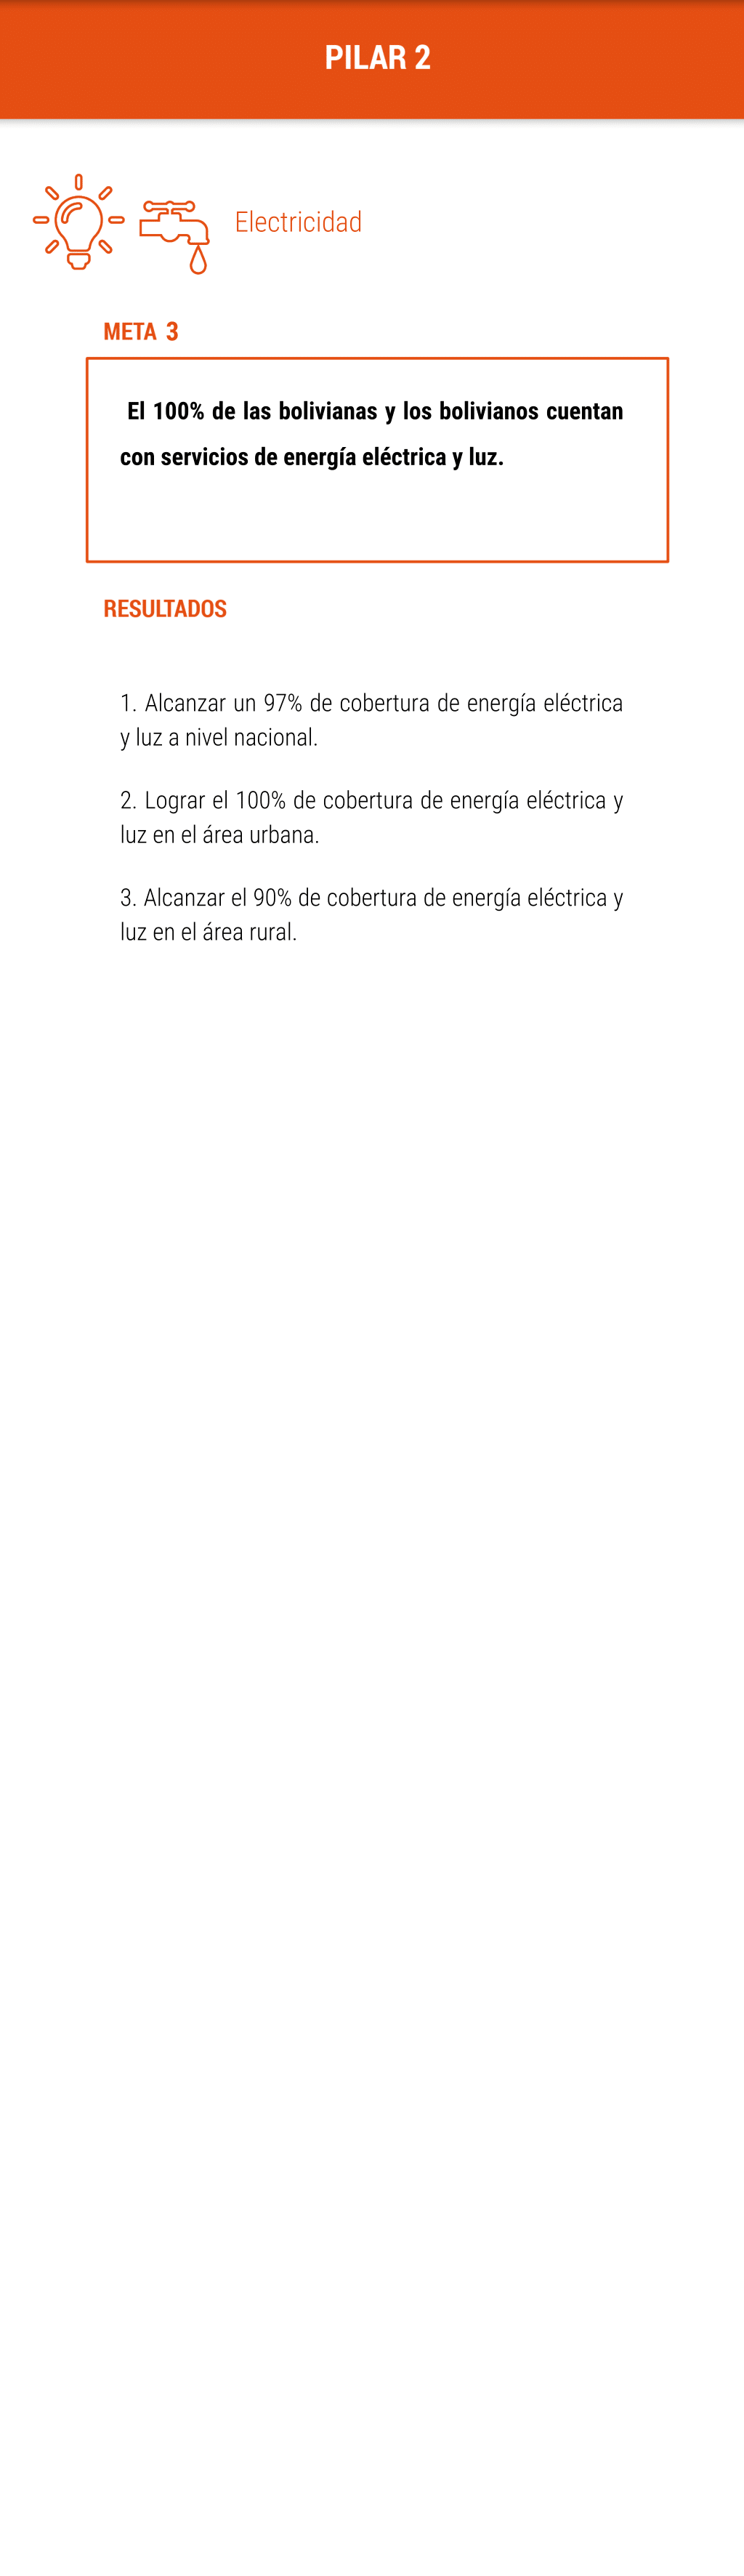 PILAR 2
Electricidad
META 3
El 100% de las bolivianas y los bolivianos cuentan
con servicios de energía eléctrica y luz.
RESULTADOS
1. Alcanzar un 97% de cobertura de energía eléctrica
y luz a nivel nacional.
2. Lograr el 100% de cobertura de energía eléctrica y
luz en el área urbana.
3. Alcanzar el 90% de cobertura de energía eléctrica y
luz en el área rural.